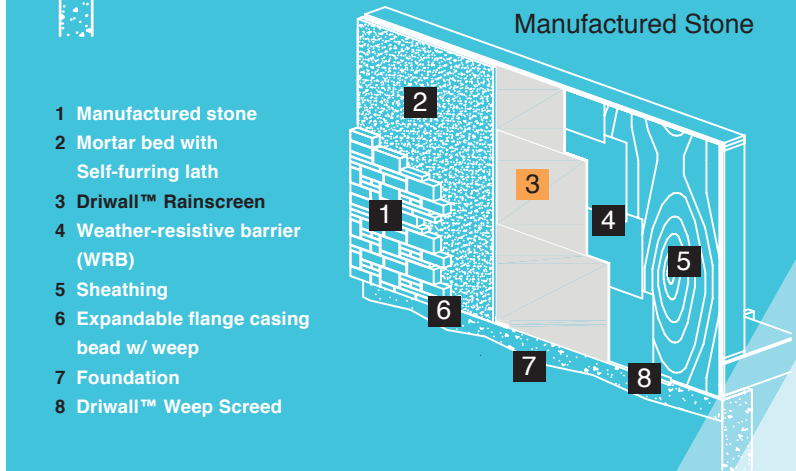 Manufactured Stone
1 Manufactured stone
2 Mortar bed with
Self-furring lath
3 Driwall™ Rainscreen
4 Weather-resistive barrier
(WRB)
5 Sheathing
6 Expandable flange casing
bead w/ weep
7 Foundation
8 Driwall™ Weep Screed
2
3
1
4
5
6
7
8